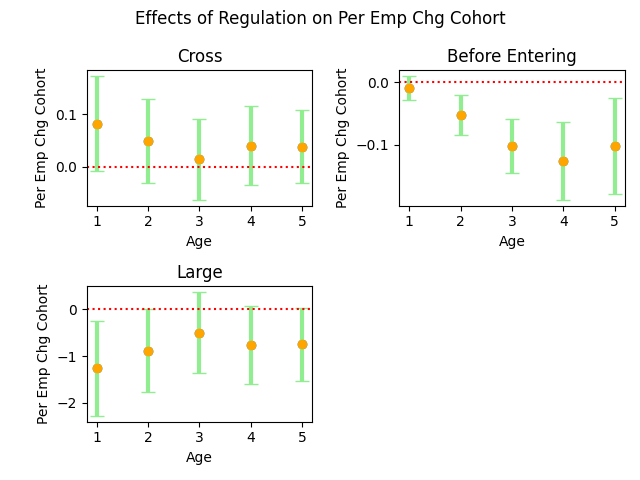 Effects of Regulation on Per Emp Chg Cohort
Cross
Per Emp Chg Cohort
0.1
0.0
1 2 3 4 5
Age
Before Entering
Per Emp Chg Cohort
0.0
−0.1
1 2 3 4 5
Age
Large
Per Emp Chg Cohort
0
−1
−2
1 2 3 4 5
Age